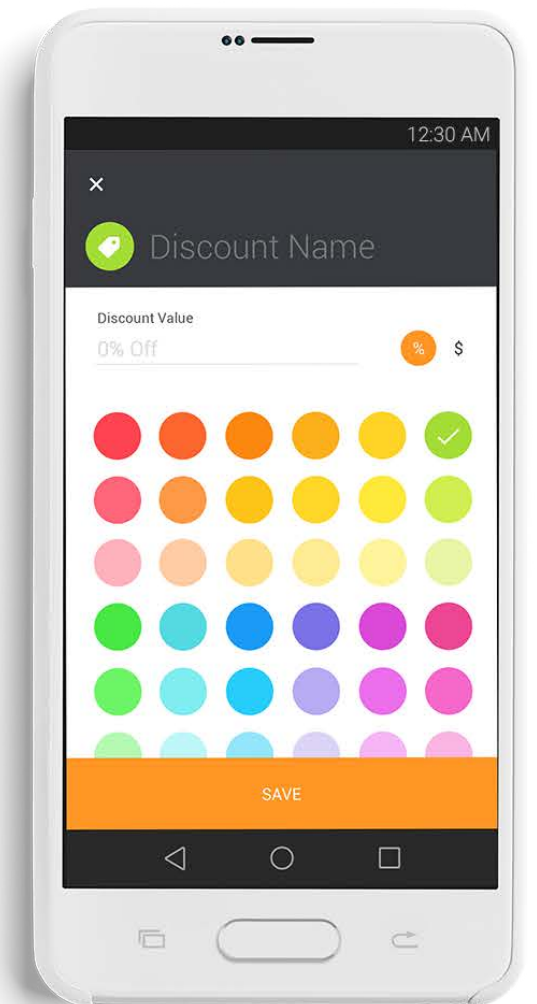 12:30 AM
Discount Name
Discount Value
0% Off
% $
SAVE